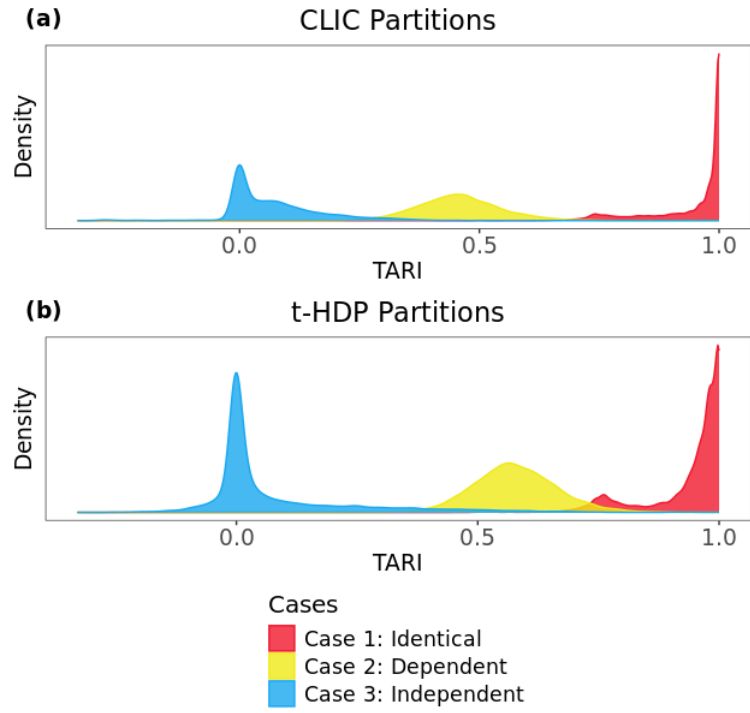 (a) CLIC Partitions
Density
0.0 0.5 1.0
TARI
(b) t-HDP Partitions
Density
0.0 0.5 1.0
TARI
Cases
Case 1: Identical
Case 2: Dependent
Case 3: Independent